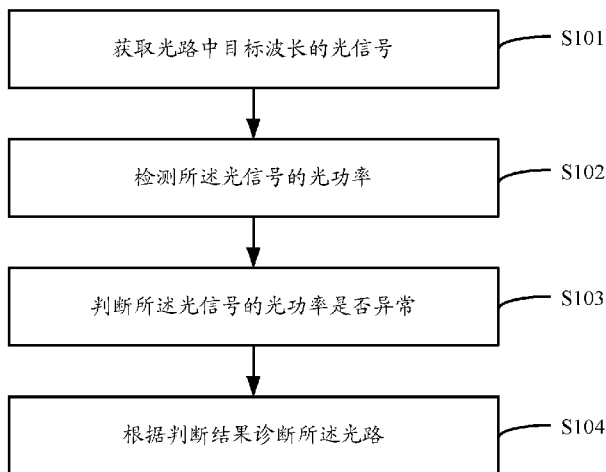 获取光路中目标波长的光信号
S101
检测所述光信号的光功率
S102
判断所述光信号的光功率是否异常
S103
根据判断结果诊断所述光路
S104